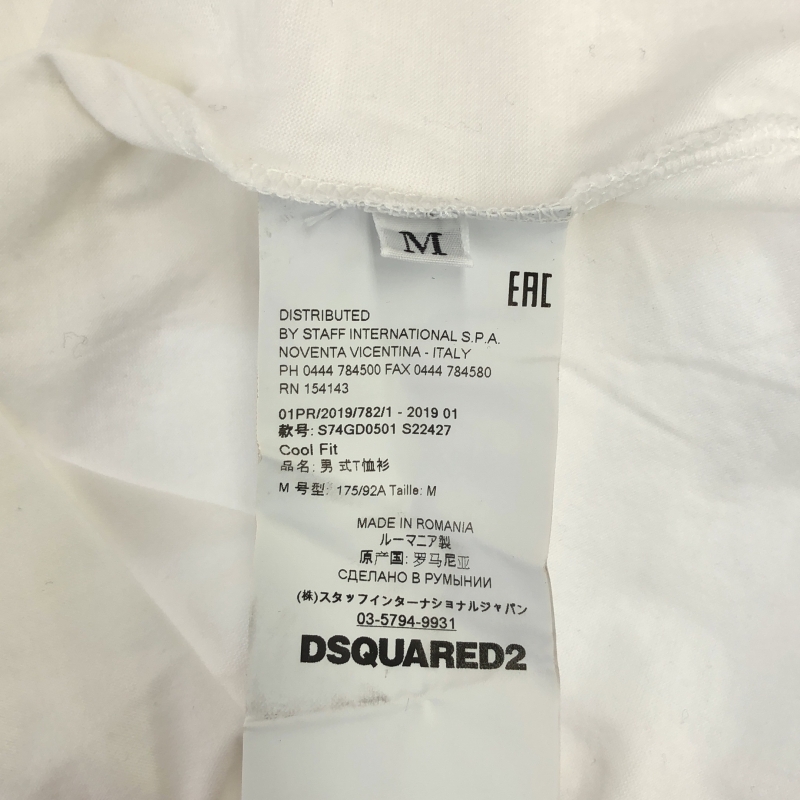 M
EAC
DISTRIBUTED
BY STAFF INTERNATIONAL S.P.A.
NOVENTA VICENTINA - ITALY
PH 0444 784500 FAX 0444 784580
RN 154143
01PR/2019/782/1 - 2019 01
款号: S74GD0501 S22427
Cool Fit
品名: 男 式T恤衫
M 号型: 175/92A Taille: M
MADE IN ROMANIA
ルーマニア製
原产国: 罗马尼亚
СДЕЛАНО В РУМЫНИИ
(株)スタッフインターナショナルジャパン
03-5794-9931
DSQUARED2